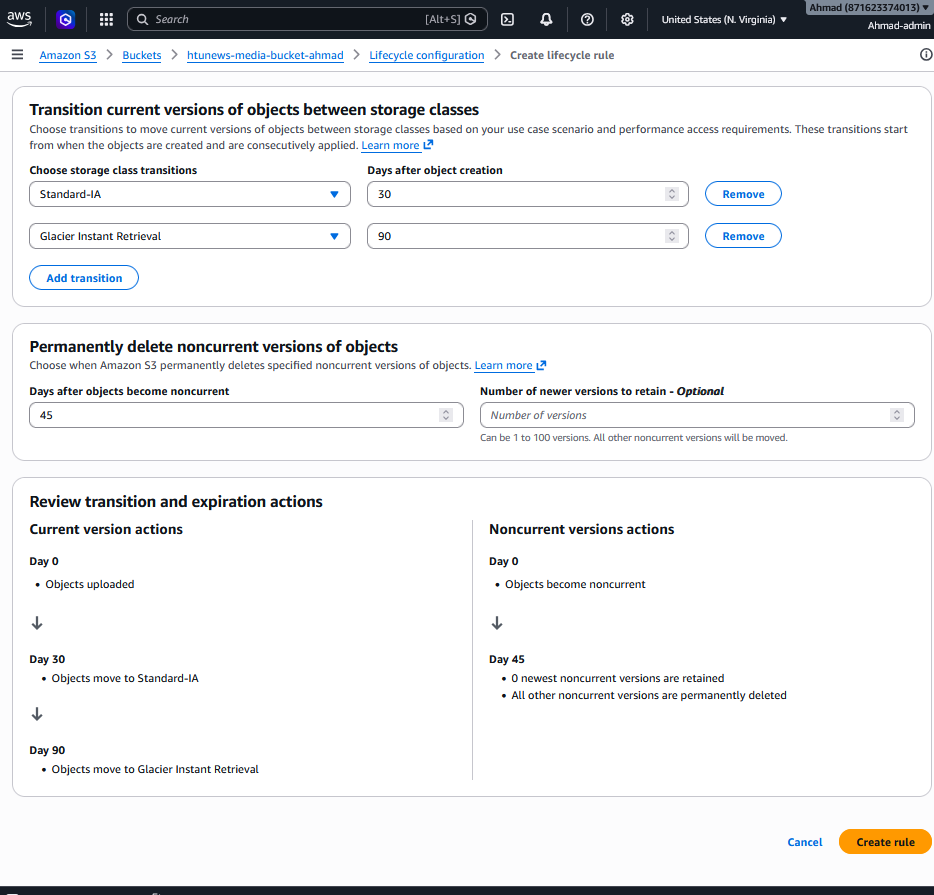 aws
Search [Alt+S]
United States (N. Virginia)
Ahmad (871623374013)
Ahmad-admin
Amazon S3 > Buckets > htunews-media-bucket-ahmad > Lifecycle configuration > Create lifecycle rule
Transition current versions of objects between storage classes
Choose transitions to move current versions of objects between storage classes based on your use case scenario and performance access requirements. These transitions start
from when the objects are created and are consecutively applied. Learn more
Choose storage class transitions Days after object creation
Standard-IA 30 Remove
Glacier Instant Retrieval 90 Remove
Add transition
Permanently delete noncurrent versions of objects
Choose when Amazon S3 permanently deletes specified noncurrent versions of objects. Learn more
Days after objects become noncurrent Number of newer versions to retain - Optional
45 Number of versions
Can be 1 to 100 versions. All other noncurrent versions will be moved.
Review transition and expiration actions
Current version actions
Day 0
• Objects uploaded
Day 30
• Objects move to Standard-IA
Day 90
• Objects move to Glacier Instant Retrieval
Noncurrent versions actions
Day 0
• Objects become noncurrent
Day 45
• 0 newest noncurrent versions are retained
• All other noncurrent versions are permanently deleted
Cancel Create rule